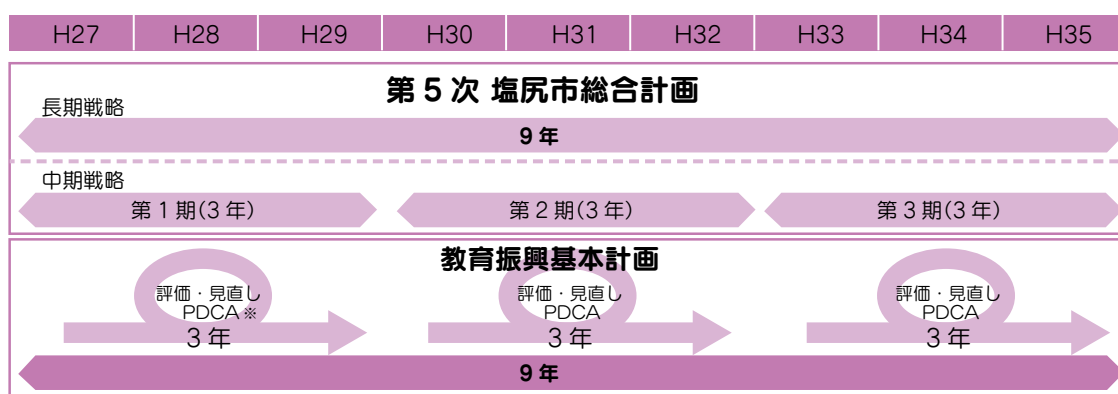 H27 H28 H29 H30 H31 H32 H33 H34 H35
第5次 塩尻市総合計画
長期戦略
9年
中期戦略
第1期(3年) 第2期(3年) 第3期(3年)
教育振興基本計画
評価・見直し 評価・見直し 評価・見直し
PDCA※ PDCA PDCA
3年 3年 3年
9年